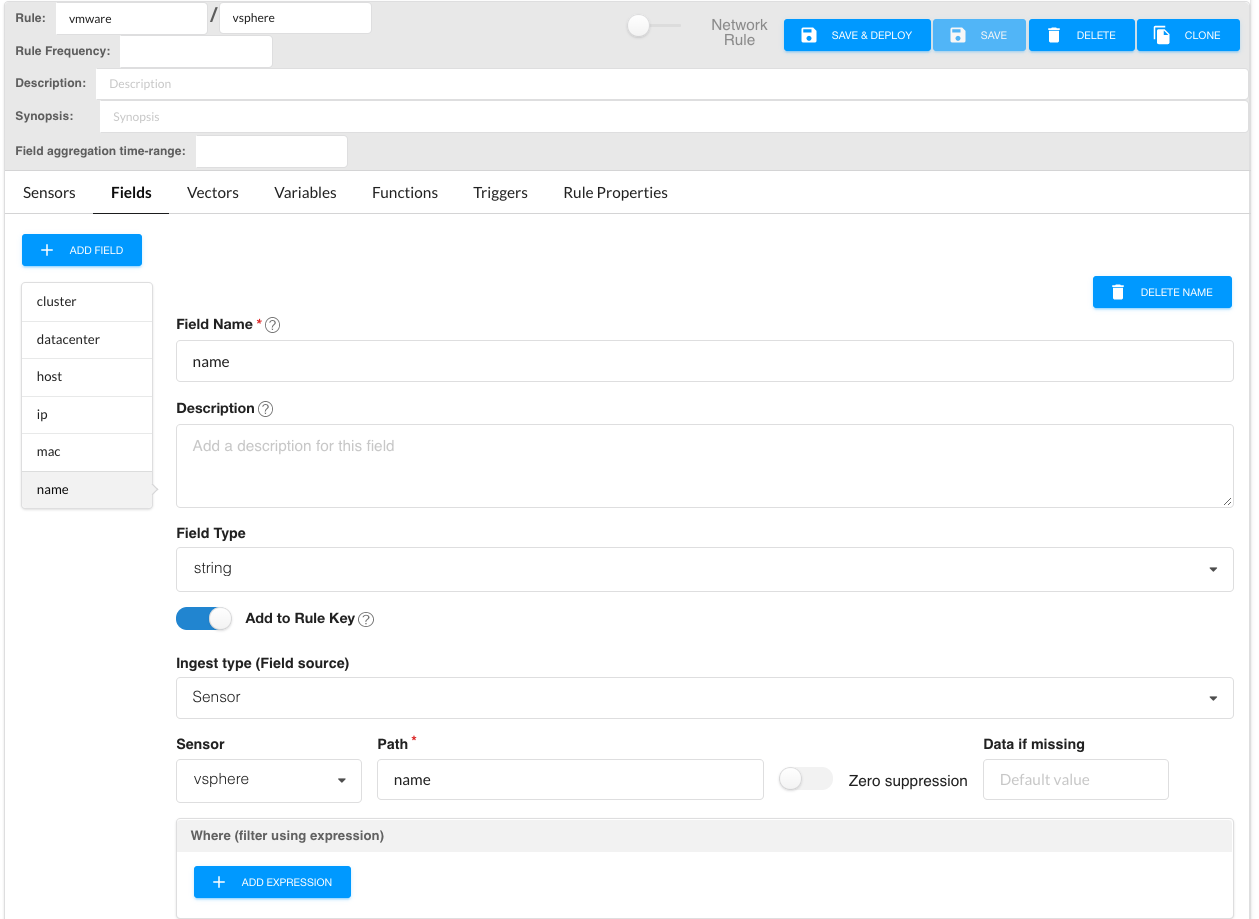 Rule: vmware / vsphere
Network Rule
SAVE & DEPLOY SAVE DELETE CLONE
Rule Frequency:
Description: Description
Synopsis: Synopsis
Field aggregation time-range:
Sensors Fields Vectors Variables Functions Triggers Rule Properties
+ ADD FIELD
cluster
datacenter
host
ip
mac
name
DELETE NAME
Field Name * ?
name
Description ?
Add a description for this field
Field Type
string
Add to Rule Key ?
Ingest type (Field source)
Sensor
Sensor Path * Data if missing
vsphere name Zero suppression Default value
Where (filter using expression)
+ ADD EXPRESSION